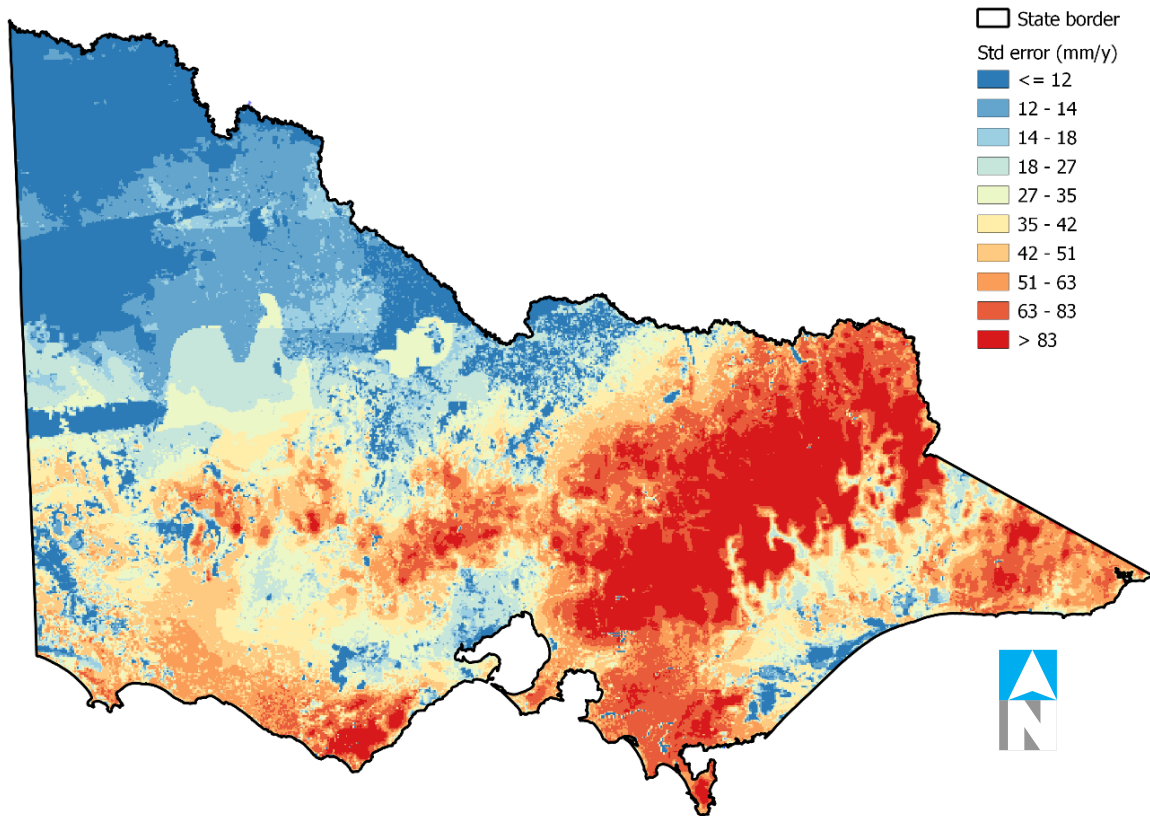 State border
Std error (mm/y)
<= 12
12 - 14
14 - 18
18 - 27
27 - 35
35 - 42
42 - 51
51 - 63
63 - 83
> 83
N